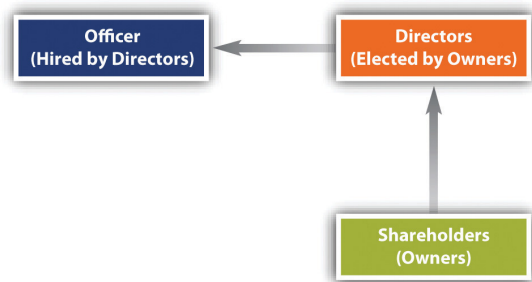 Officer
(Hired by Directors)
Directors
(Elected by Owners)
Shareholders
(Owners)